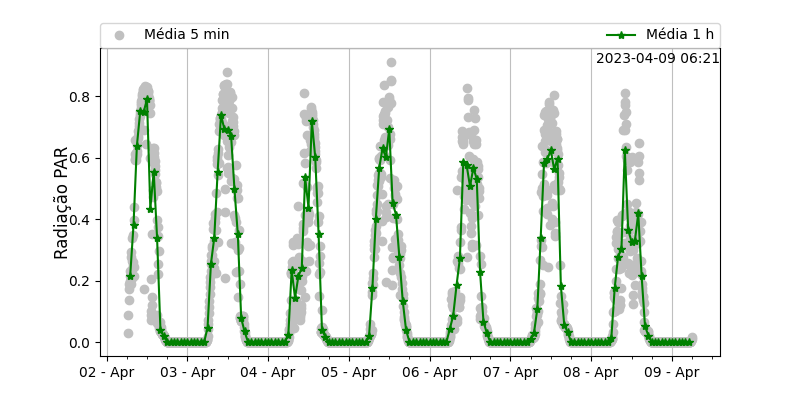 Média 5 min
Média 1 h
2023-04-09 06:21
Radiação PAR
0.8
0.6
0.4
0.2
0.0
02 - Apr
03 - Apr
04 - Apr
05 - Apr
06 - Apr
07 - Apr
08 - Apr
09 - Apr